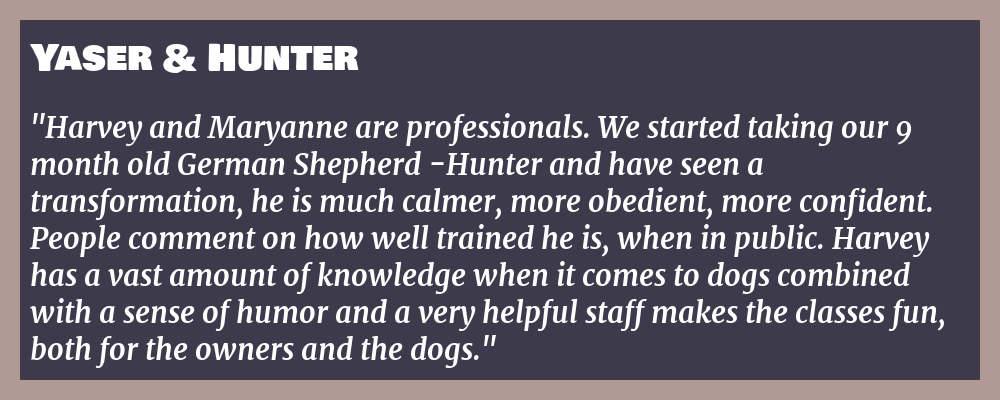 Yaser & Hunter
"Harvey and Maryanne are professionals. We started taking our 9
month old German Shepherd -Hunter and have seen a
transformation, he is much calmer, more obedient, more confident.
People comment on how well trained he is, when in public. Harvey
has a vast amount of knowledge when it comes to dogs combined
with a sense of humor and a very helpful staff makes the classes fun,
both for the owners and the dogs."